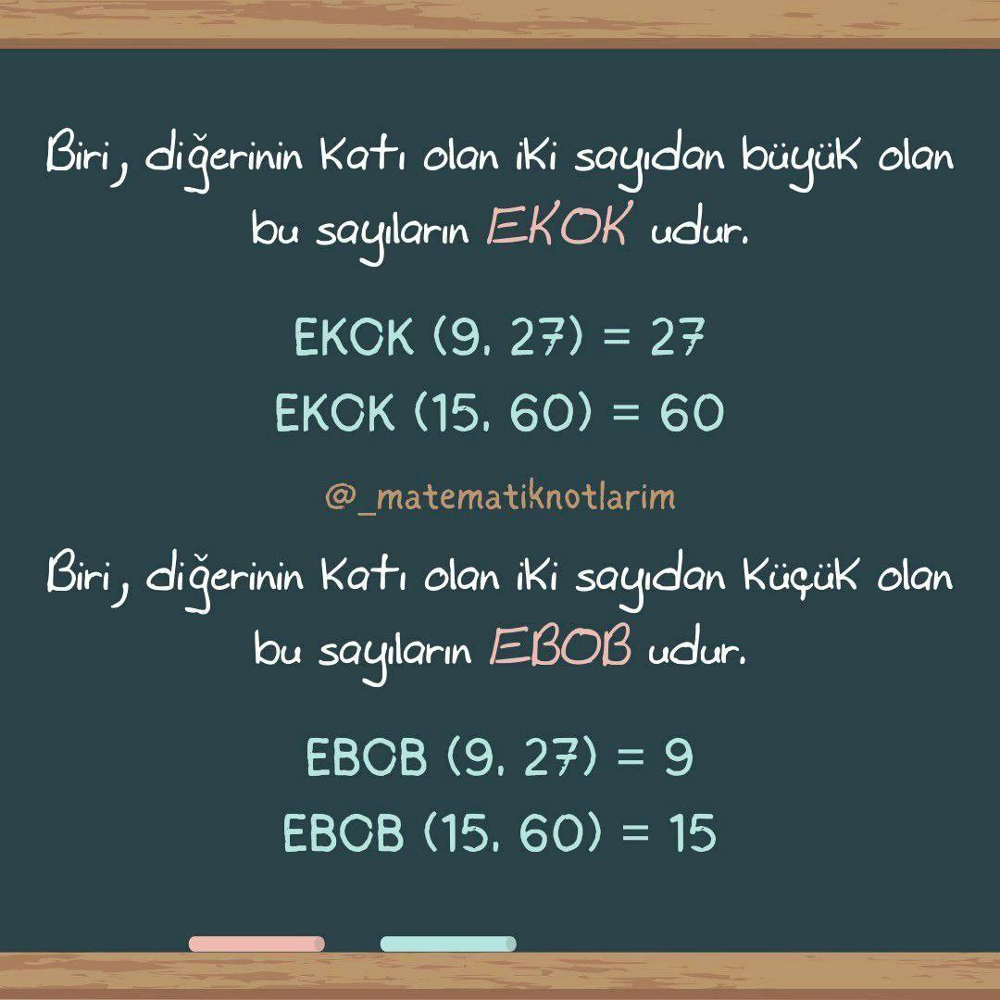 Biri, diğerinin katı olan iki sayıdan büyük olan
bu sayıların EKOK udur.
EKOK (9, 27) = 27
EKOK (15, 60) = 60
@_matematiknotlarim
Biri, diğerinin katı olan iki sayıdan küçük olan
bu sayıların EBOB udur.
EBOB (9, 27) = 9
EBOB (15, 60) = 15